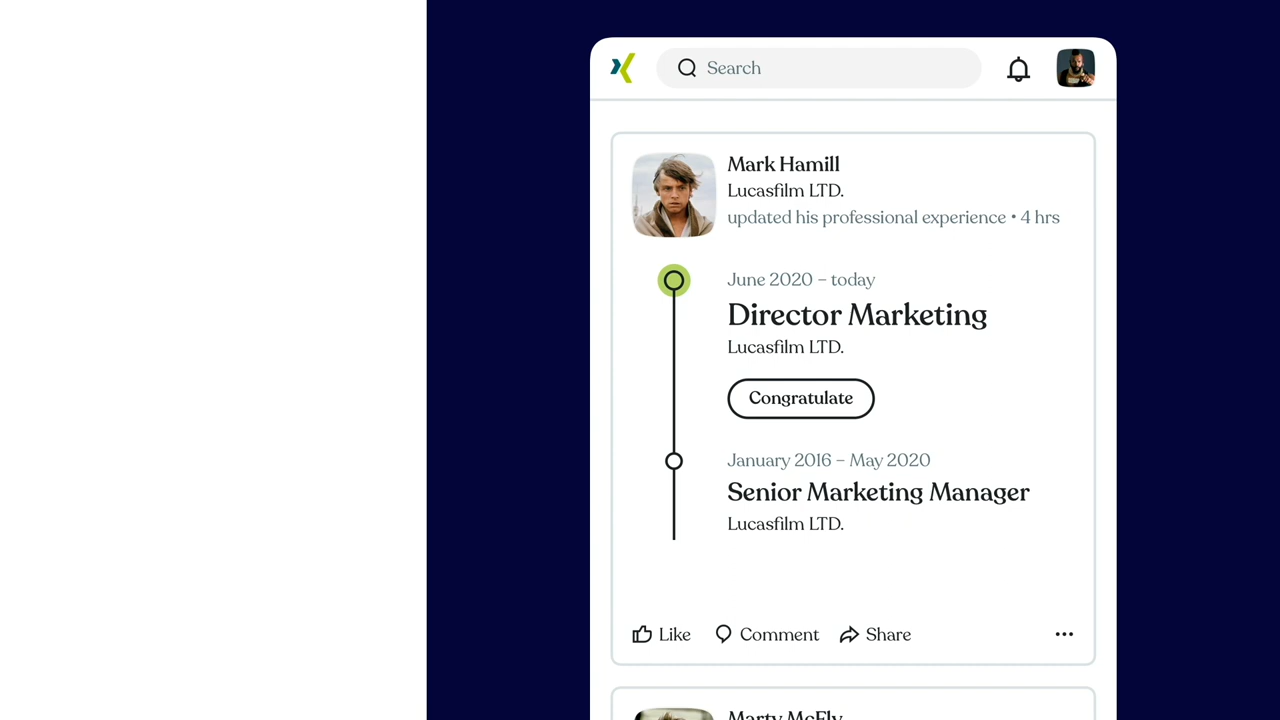 Search
Mark Hamill
Lucasfilm LTD.
updated his professional experience • 4 hrs
June 2020 – today
Director Marketing
Lucasfilm LTD.
Congratulate
January 2016 – May 2020
Senior Marketing Manager
Lucasfilm LTD.
Like Comment Share
Marty McFly